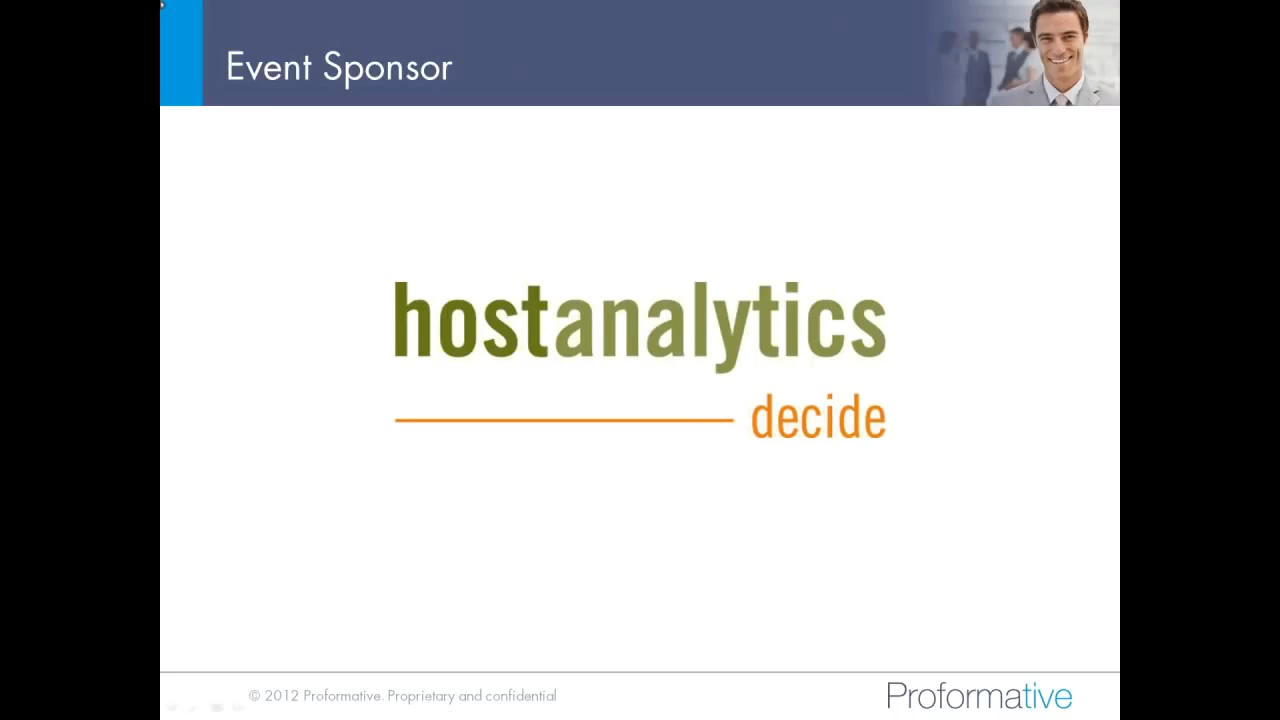 Event Sponsor
hostanalytics
decide
© 2012 Proformative. Proprietary and confidential
Proformative